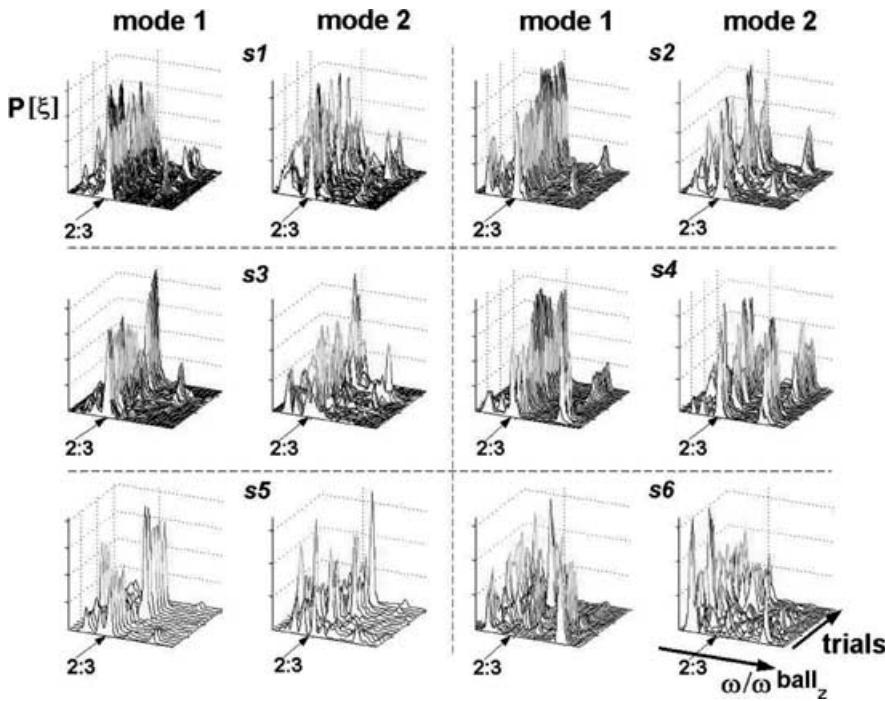 mode 1 mode 2 mode 1 mode 2
s1 s2
P[ξ]
2:3 2:3 2:3 2:3
s3 s4
2:3 2:3 2:3 2:3
s5 s6
2:3 2:3 2:3 2:3
trials
ω/ω ball z